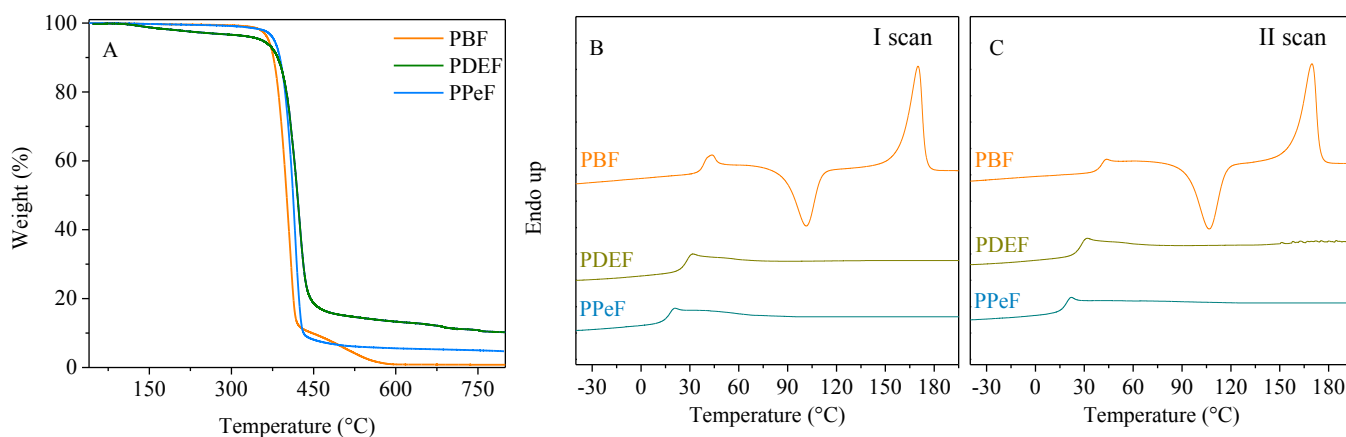 A
PBF
PDEF
PPeF
Weight (%)
100
80
60
40
20
0
150
300
450
600
750
Temperature (°C)
B
I scan
PBF
PDEF
PPeF
Endo up
-30
0
30
60
90
120
150
180
Temperature (°C)
C
II scan
PBF
PDEF
PPeF
-30
0
30
60
90
120
150
180
Temperature (°C)